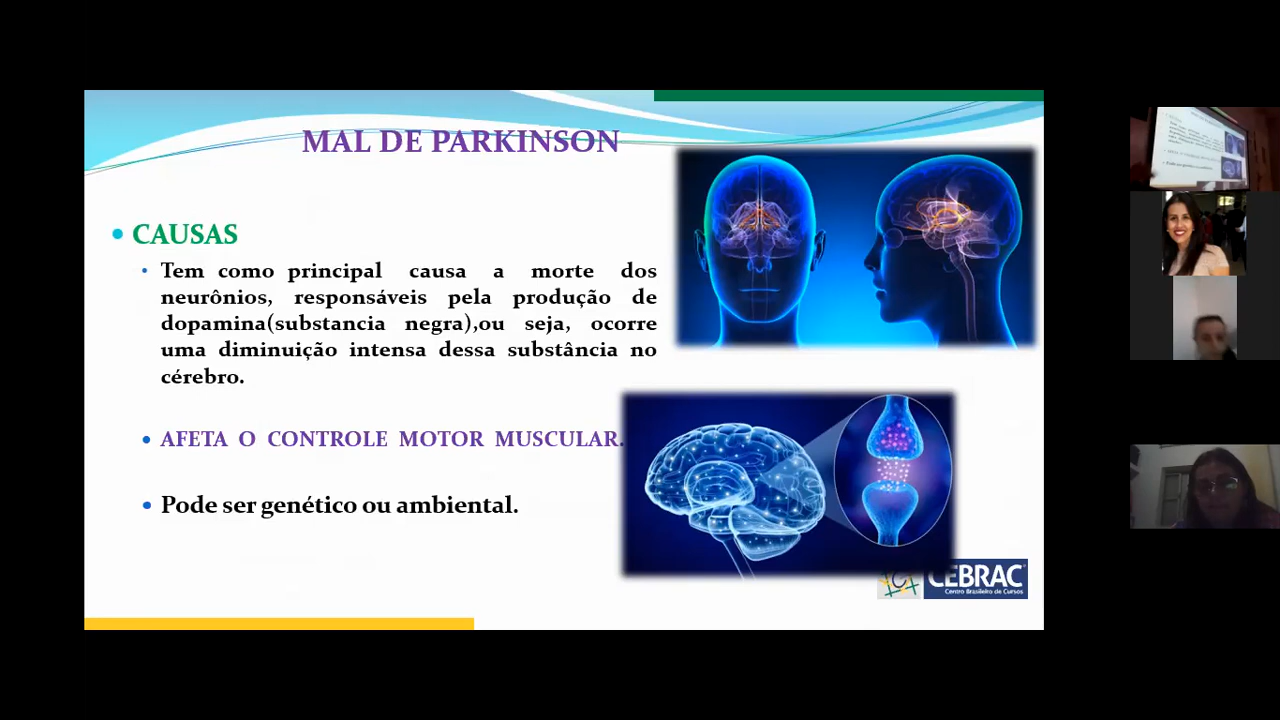 MAL DE PARKINSON
CAUSAS
Tem como principal causa a morte dos
neurônios, responsáveis pela produção de
dopamina(substancia negra),ou seja, ocorre
uma diminuição intensa dessa substância no
cérebro.
AFETA O CONTROLE MOTOR MUSCULAR.
Pode ser genético ou ambiental.
CEBRAC
Centro Brasileiro de Cursos